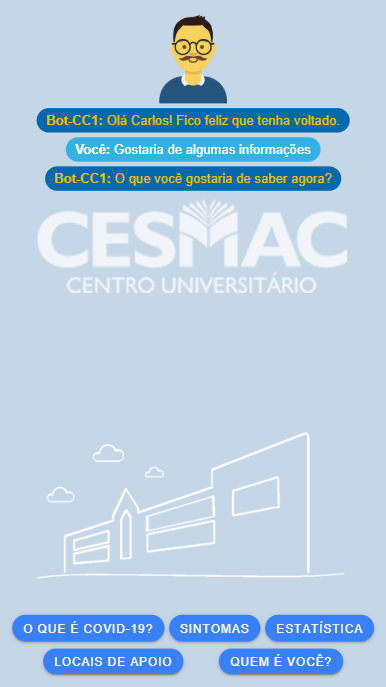 Bot-CC1: Olá Carlos! Fico feliz que tenha voltado.
Você: Gostaria de algumas informações
Bot-CC1: O que você gostaria de saber agora?
CESMAC
CENTRO UNIVERSITÁRIO
O QUE É COVID-19? SINTOMAS ESTATÍSTICA
LOCAIS DE APOIO QUEM É VOCÊ?